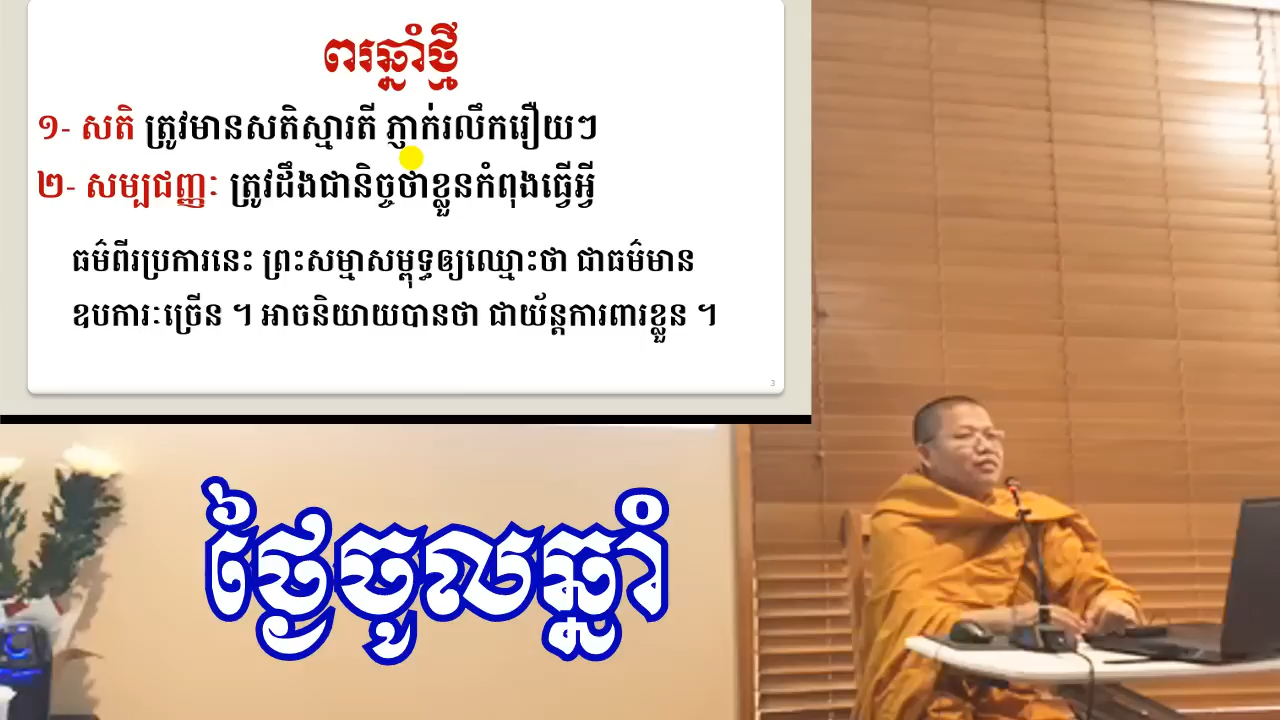 ពរឆ្នាំថ្មី
១- សតិ ត្រូវមានសតិស្មារតី ភ្ញាក់រលឹករឿយៗ
២- សម្បជញ្ញៈ ត្រូវដឹងជានិច្ចថាខ្លួនកំពុងធ្វើអ្វី
ធម៌ពីរប្រការនេះ ព្រះសម្មាសម្ពុទ្ធឲ្យឈ្មោះថា ជាធម៌មាន
ឧបការៈច្រើន ។ អាចនិយាយបានថា ជាយ័ន្តការពារខ្លួន ។
3
ថ្ងៃចូលឆ្នាំ